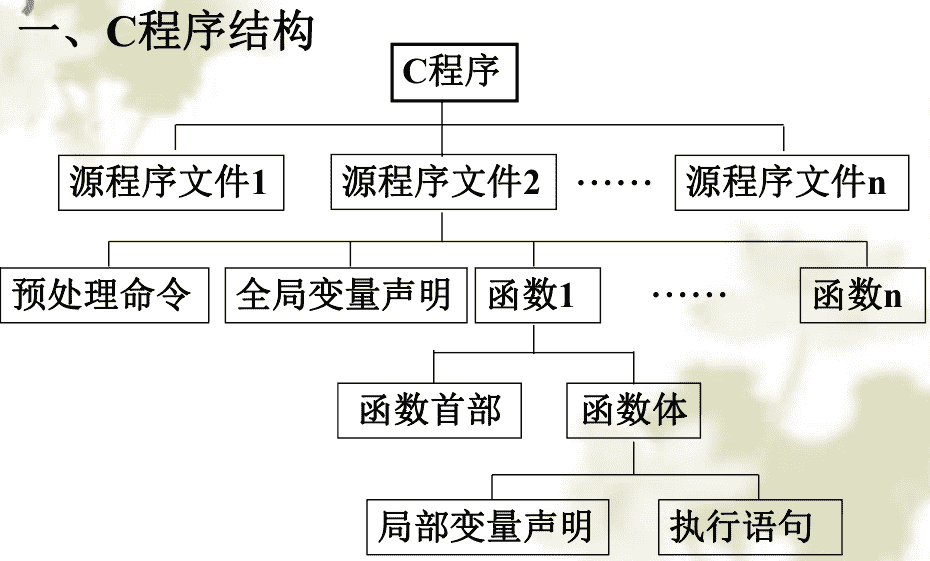 一、C程序结构
C程序
源程序文件1 源程序文件2 …… 源程序文件n
预处理命令 全局变量声明 函数1 …… 函数n
函数首部 函数体
局部变量声明 执行语句